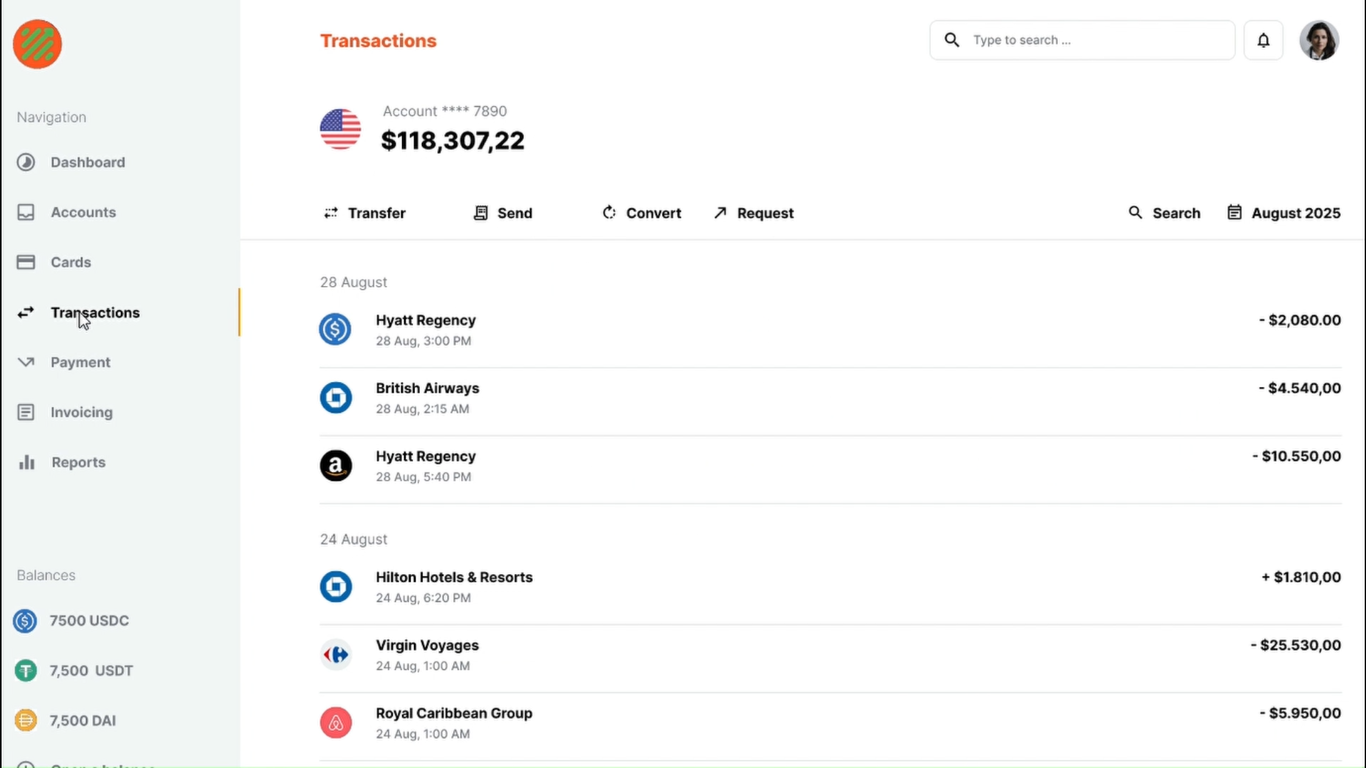 Transactions
Type to search ...
Navigation
Account **** 7890
$118,307,22
Dashboard
Accounts
Cards
Transactions
Payment
Invoicing
Reports
Transfer
Send
Convert
Request
Search
August 2025
28 August
Hyatt Regency
- $2,080.00
28 Aug, 3:00 PM
British Airways
- $4.540,00
28 Aug, 2:15 AM
a
Hyatt Regency
- $10.550,00
28 Aug, 5:40 PM
24 August
Hilton Hotels & Resorts
+ $1.810,00
24 Aug, 6:20 PM
Virgin Voyages
- $25.530,00
24 Aug, 1:00 AM
Royal Caribbean Group
- $5.950,00
24 Aug, 1:00 AM
Balances
7500 USDC
7,500 USDT
7,500 DAI
Open a balance